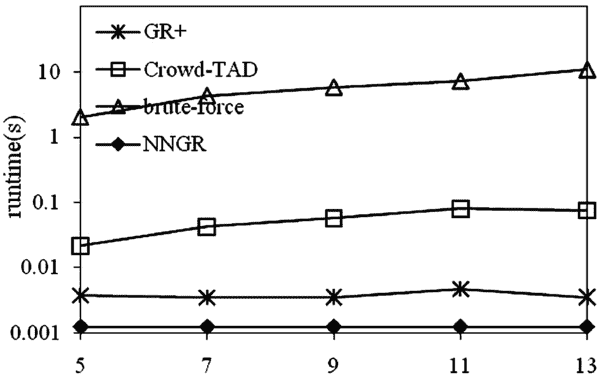 GR+
Crowd-TAD
brute-force
NNGR
runtime(s)
10
1
0.1
0.01
0.001
5 7 9 11 13